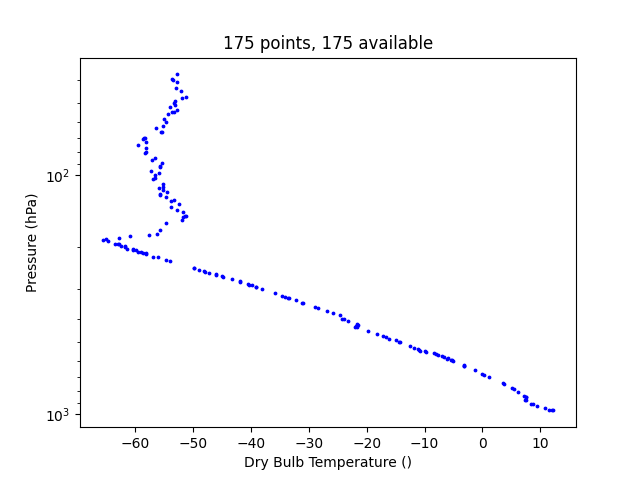 175 points, 175 available
10²
10³
Pressure (hPa)
−60 −50 −40 −30 −20 −10 0 10
Dry Bulb Temperature ()